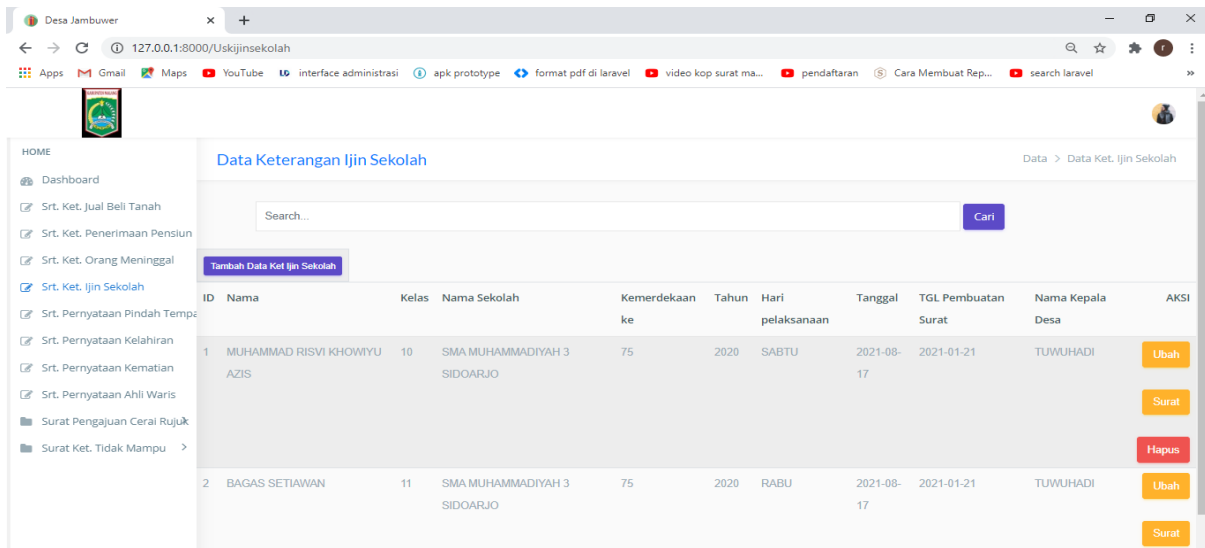 Desa Jambuwer
127.0.0.1:8000/Uskijinsekolah
r
Apps Gmail Maps YouTube interface administrasi apk prototype format pdf di laravel video kop surat ma... pendaftaran Cara Membuat Rep... search laravel
HOME
Dashboard
Srt. Ket. Jual Beli Tanah
Srt. Ket. Penerimaan Pensiun
Srt. Ket. Orang Meninggal
Srt. Ket. Ijin Sekolah
Srt. Pernyataan Pindah Tempa
Srt. Pernyataan Kelahiran
Srt. Pernyataan Kematian
Srt. Pernyataan Ahli Waris
Surat Pengajuan Cerai Rujuk
Surat Ket. Tidak Mampu
Data Keterangan Ijin Sekolah
Data > Data Ket. Ijin Sekolah
Search...
Cari
Tambah Data Ket Ijin Sekolah
ID Nama Kelas Nama Sekolah Kemerdekaan Tahun Hari Tanggal TGL Pembuatan Nama Kepala AKSI
ke pelaksanaan Surat Desa
1 MUHAMMAD RISVI KHOWIYU 10 SMA MUHAMMADIYAH 3 75 2020 SABTU 2021-08- 2021-01-21 TUWUHADI Ubah
AZIS SIDOARJO 17
Surat
Hapus
2 BAGAS SETIAWAN 11 SMA MUHAMMADIYAH 3 75 2020 RABU 2021-08- 2021-01-21 TUWUHADI Ubah
SIDOARJO 17
Surat